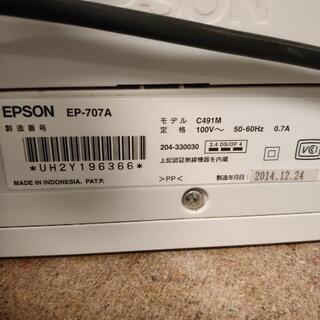 EPSON
EPSON EP-707A
製造番号
*UH2Y196366*
MADE IN INDONESIA. PAT.P.
モデル C491M
定格 100V～ 50-60Hz 0.7A
204-330030
2.4 DS/OF 4
上記認証無線機器を内蔵
VCI
>PP<
製造年月日 2014.12.24